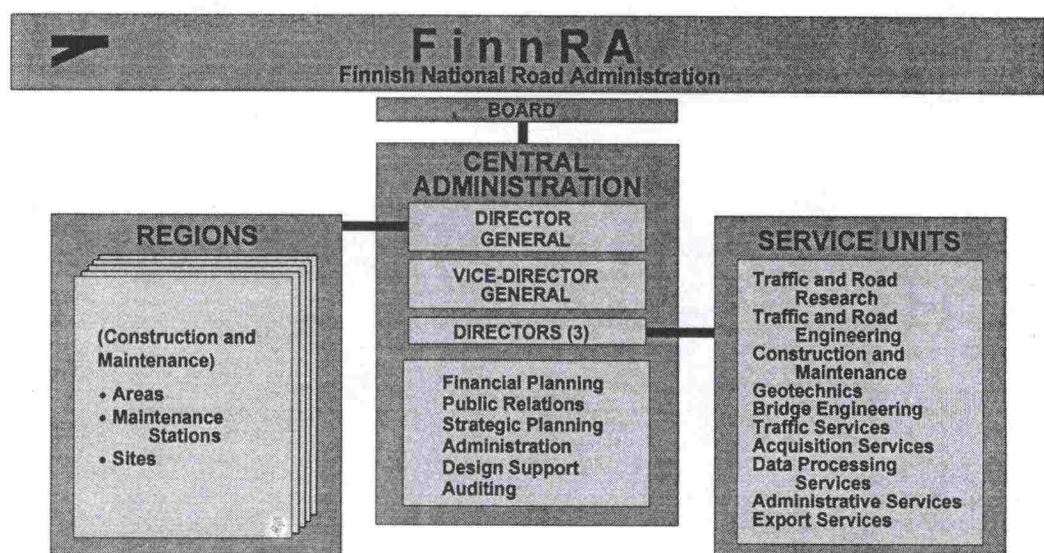 FinnRA
Finnish National Road Administration
BOARD
CENTRAL
ADMINISTRATION
DIRECTOR
GENERAL
VICE-DIRECTOR
GENERAL
DIRECTORS (3)
Financial Planning
Public Relations
Strategic Planning
Administration
Design Support
Auditing
REGIONS
(Construction and
Maintenance)
• Areas
• Maintenance
Stations
• Sites
SERVICE UNITS
Traffic and Road
Research
Traffic and Road
Engineering
Construction and
Maintenance
Geotechnics
Bridge Engineering
Traffic Services
Acquisition Services
Data Processing
Services
Administrative Services
Export Services